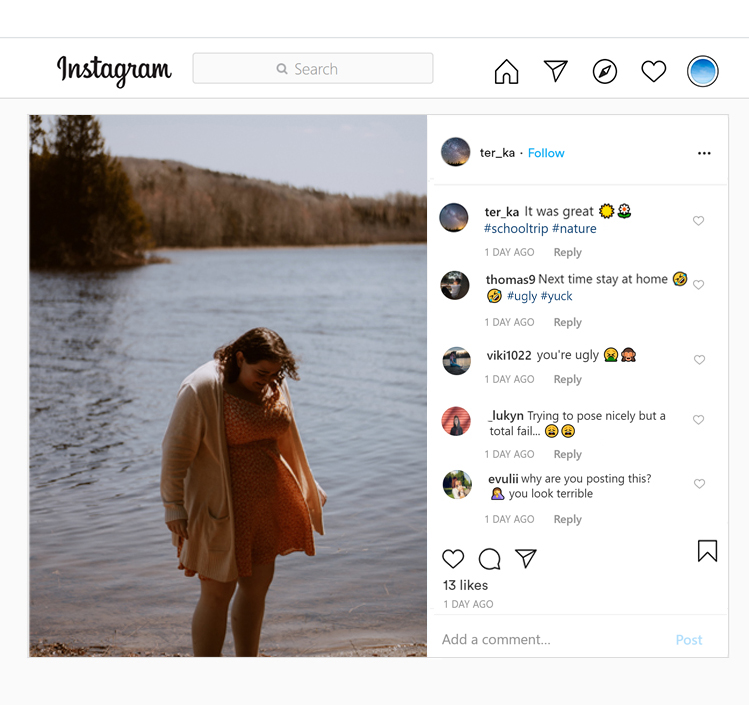 Instagram
Search
ter_ka · Follow
ter_ka It was great 🌞🌼
#schooltrip #nature
1 DAY AGO Reply
thomas9 Next time stay at home 🤣
🤣 #ugly #yuck
1 DAY AGO Reply
viki1022 you're ugly 🤮🙈
1 DAY AGO Reply
_lukyn Trying to pose nicely but a
total fail... 😩😩
1 DAY AGO Reply
evulii why are you posting this?
🤦‍♀️ you look terrible
1 DAY AGO Reply
13 likes
1 DAY AGO
Add a comment... Post